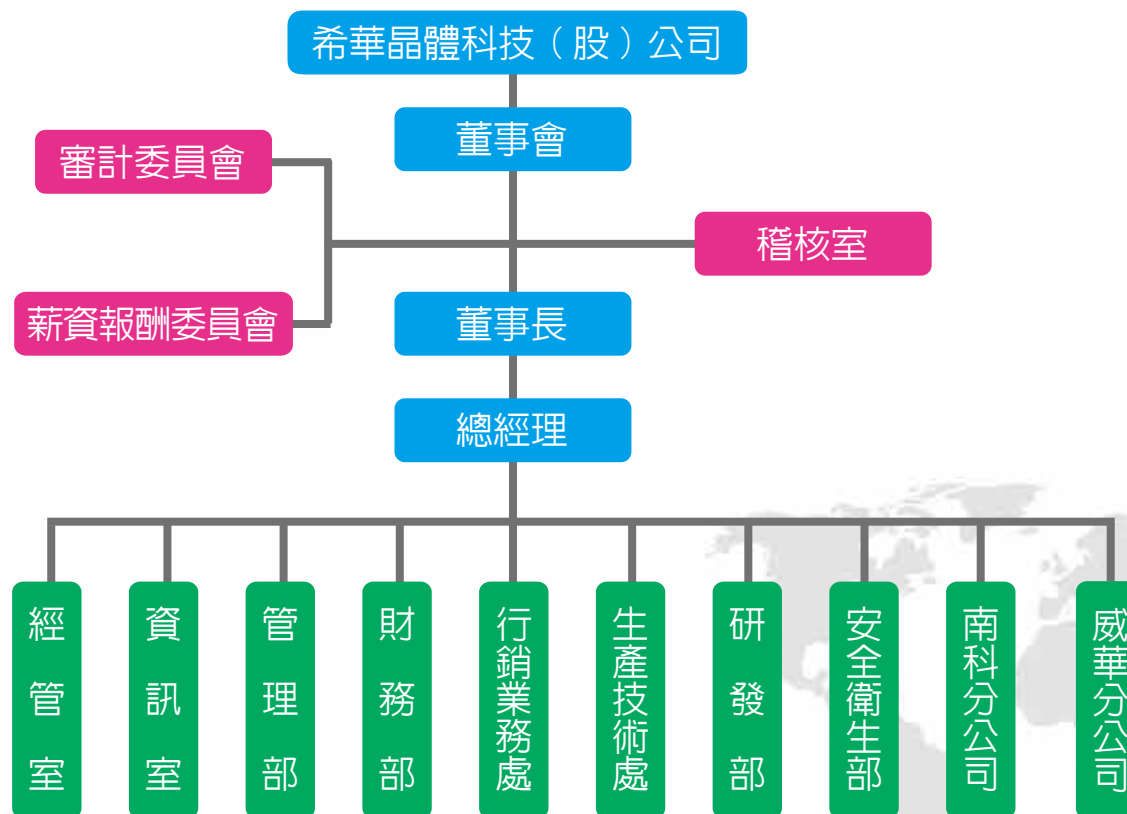 希華晶體科技（股）公司
董事會
審計委員會
稽核室
薪資報酬委員會
董事長
總經理
經管室
資訊室
管理部
財務部
行銷業務處
生產技術處
研發部
安全衛生部
南科分公司
威華分公司